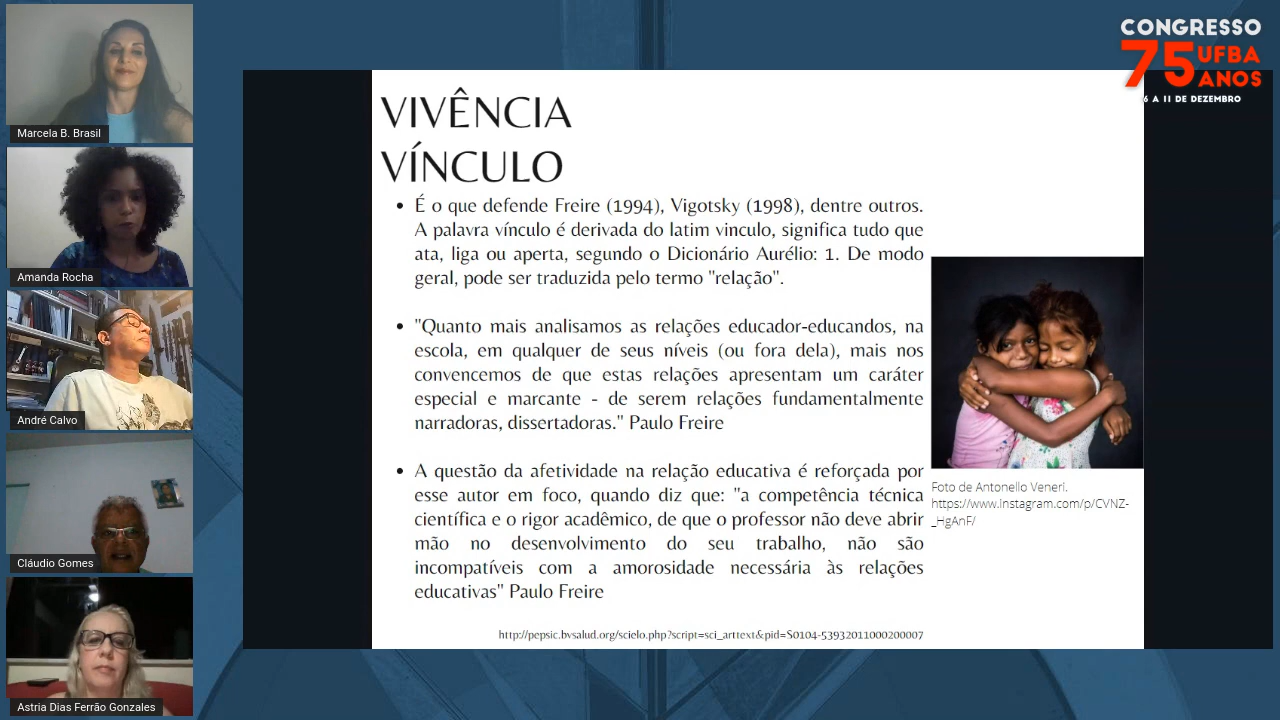 CONGRESSO
75 UFBA
ANOS
6 A 11 DE DEZEMBRO
Marcela B. Brasil
Amanda Rocha
André Calvo
Cláudio Gomes
Astria Dias Ferrão Gonzales
VIVÊNCIA
VÍNCULO
• É o que defende Freire (1994), Vigotsky (1998), dentre outros.
A palavra vínculo é derivada do latim vinculo, significa tudo que
ata, liga ou aperta, segundo o Dicionário Aurélio: 1. De modo
geral, pode ser traduzida pelo termo "relação".
• "Quanto mais analisamos as relações educador-educandos, na
escola, em qualquer de seus níveis (ou fora dela), mais nos
convencemos de que estas relações apresentam um caráter
especial e marcante - de serem relações fundamentalmente
narradoras, dissertadoras." Paulo Freire
• A questão da afetividade na relação educativa é reforçada por
esse autor em foco, quando diz que: "a competência técnica
científica e o rigor acadêmico, de que o professor não deve abrir
mão no desenvolvimento do seu trabalho, não são
incompatíveis com a amorosidade necessária às relações
educativas" Paulo Freire
Foto de Antonello Veneri.
https://www.instagram.com/p/CVNZ-
_HgAnF/
http://pepsic.bvsalud.org/scielo.php?script=sci_arttext&pid=S0104-53932011000200007